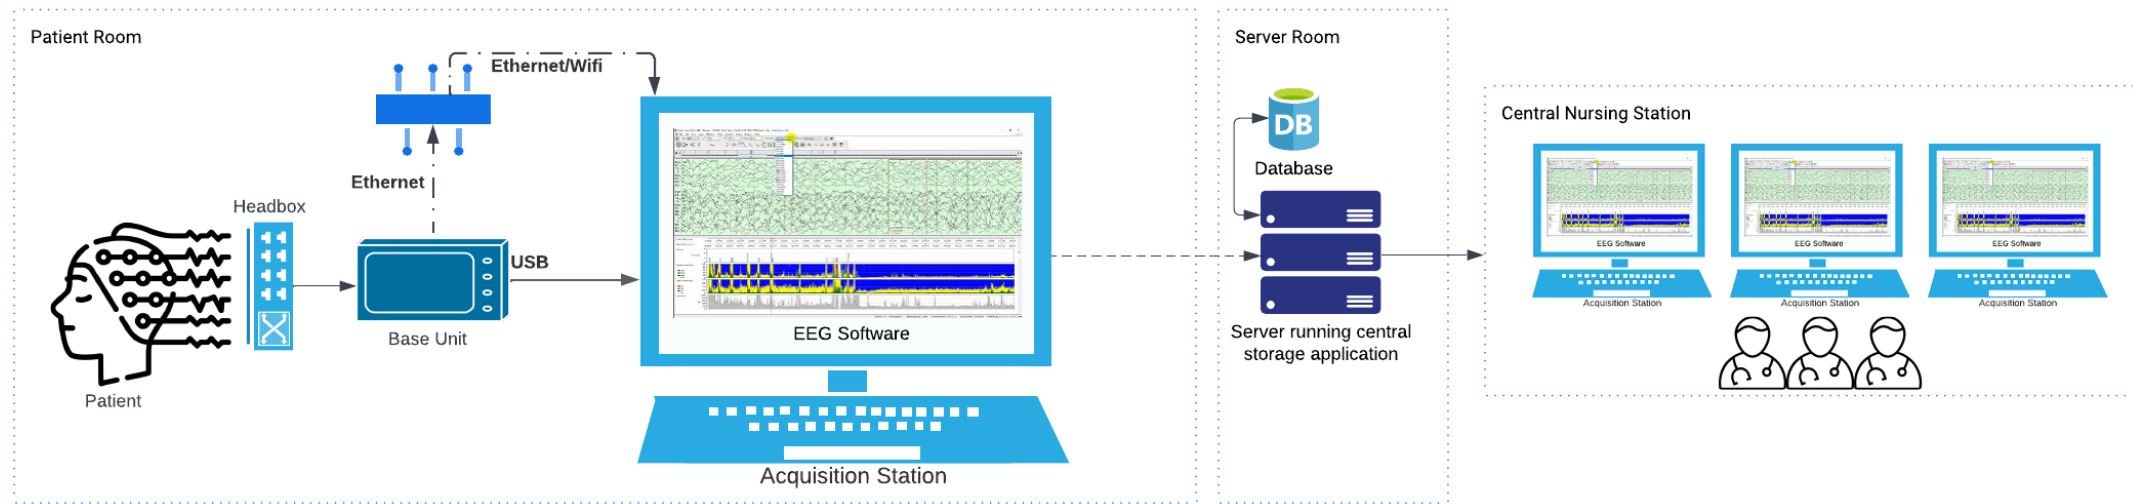 Patient Room
Ethernet/Wifi
Ethernet
Headbox
USB
Base Unit
Patient
EEG Software
Acquisition Station
Server Room
DB
Database
Server running central
storage application
Central Nursing Station
EEG Software
Acquisition Station
EEG Software
Acquisition Station
EEG Software
Acquisition Station